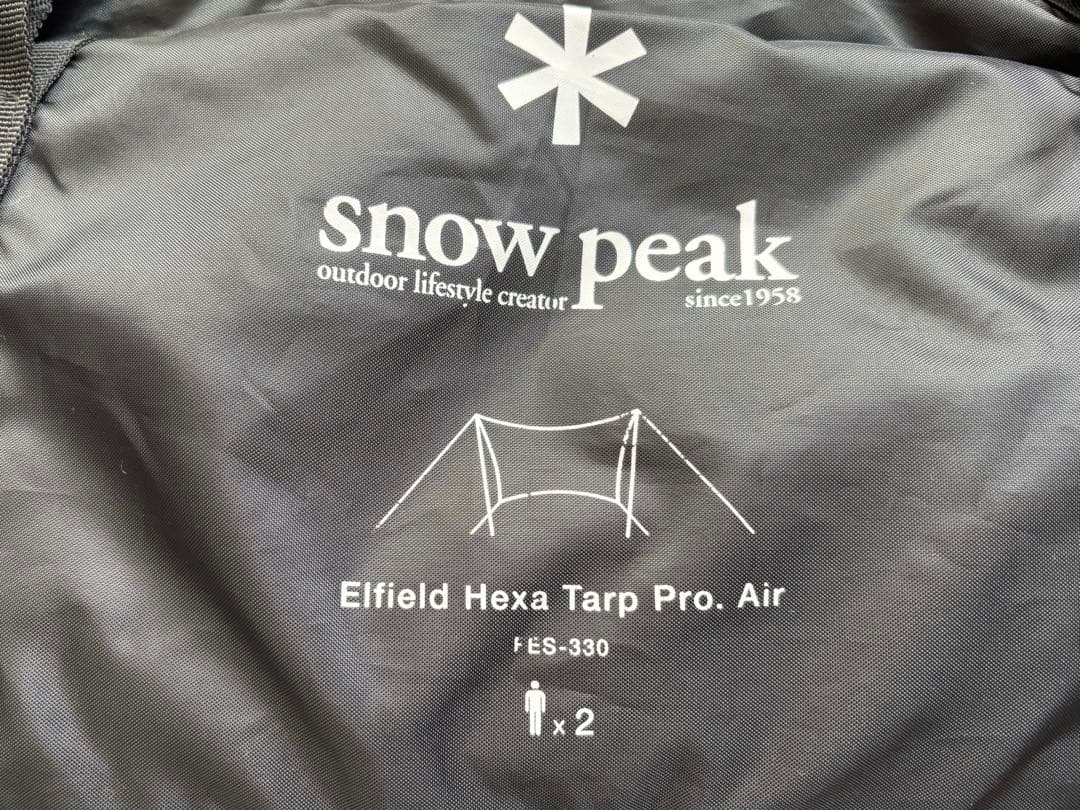 snow peak
outdoor lifestyle creator
since1958
Elfield Hexa Tarp Pro. Air
FES-330
x 2